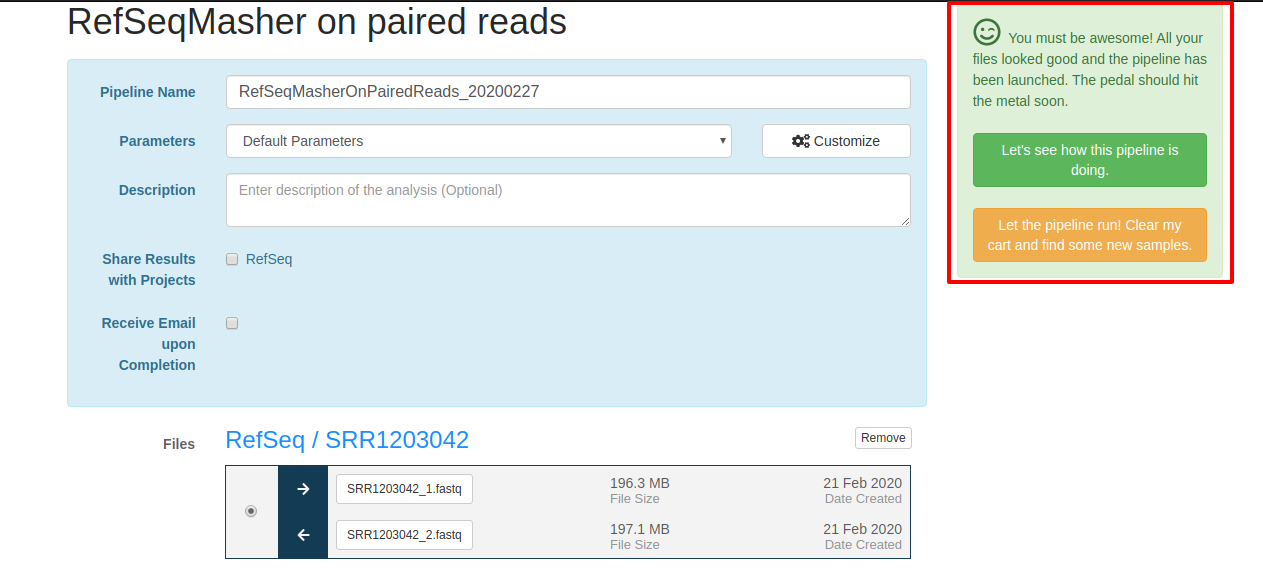 RefSeqMasher on paired reads
Pipeline Name
RefSeqMasherOnPairedReads_20200227
Parameters
Default Parameters
Customize
Description
Enter description of the analysis (Optional)
Share Results
with Projects
RefSeq
Receive Email
upon
Completion
Files
RefSeq / SRR1203042
Remove
SRR1203042_1.fastq
196.3 MB
File Size
21 Feb 2020
Date Created
SRR1203042_2.fastq
197.1 MB
File Size
21 Feb 2020
Date Created
You must be awesome! All your
files looked good and the pipeline has
been launched. The pedal should hit
the metal soon.
Let's see how this pipeline is
doing.
Let the pipeline run! Clear my
cart and find some new samples.